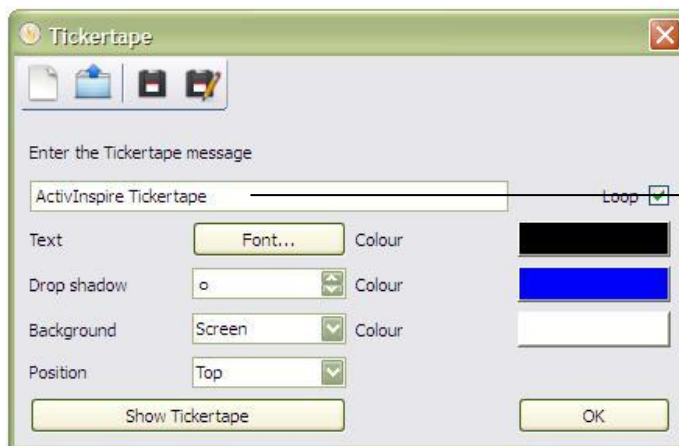 Tickertape
Enter the Tickertape message
ActivInspire Tickertape Loop
Text Font... Colour
Drop shadow 0 Colour
Background Screen Colour
Position Top
Show Tickertape OK